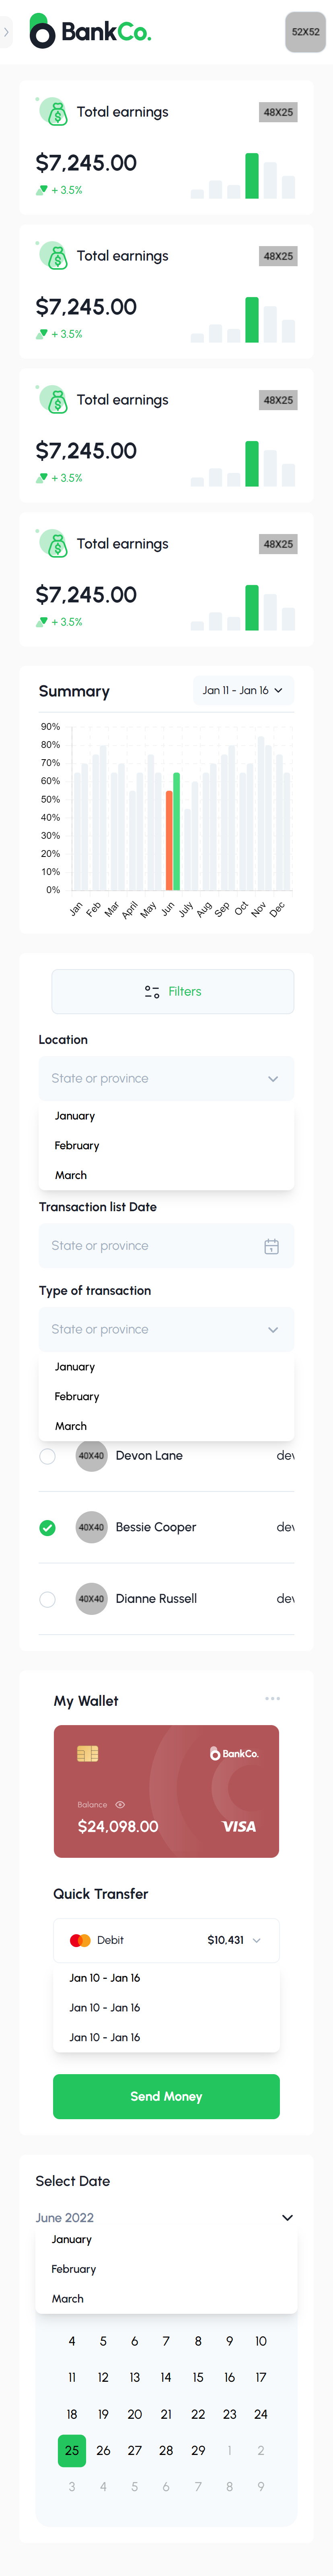 BankCo.
52X52
Total earnings
48X25
$7,245.00
+ 3.5%
Total earnings
48X25
$7,245.00
+ 3.5%
Total earnings
48X25
$7,245.00
+ 3.5%
Total earnings
48X25
$7,245.00
+ 3.5%
Summary
Jan 11 - Jan 16
90%
80%
70%
60%
50%
40%
30%
20%
10%
0%
Jan Feb Mar April May Jun July Aug Sep Oct Nov Dec
Filters
Location
State or province
January
February
March
Transaction list Date
State or province
Type of transaction
State or province
January
February
March
40X40 Devon Lane dev
40X40 Bessie Cooper dev
40X40 Dianne Russell dev
My Wallet
BankCo.
Balance
$24,098.00
VISA
Quick Transfer
Debit $10,431
Jan 10 - Jan 16
Jan 10 - Jan 16
Jan 10 - Jan 16
Send Money
Select Date
June 2022
January
February
March
4 5 6 7 8 9 10
11 12 13 14 15 16 17
18 19 20 21 22 23 24
25 26 27 28 29 1 2
3 4 5 6 7 8 9